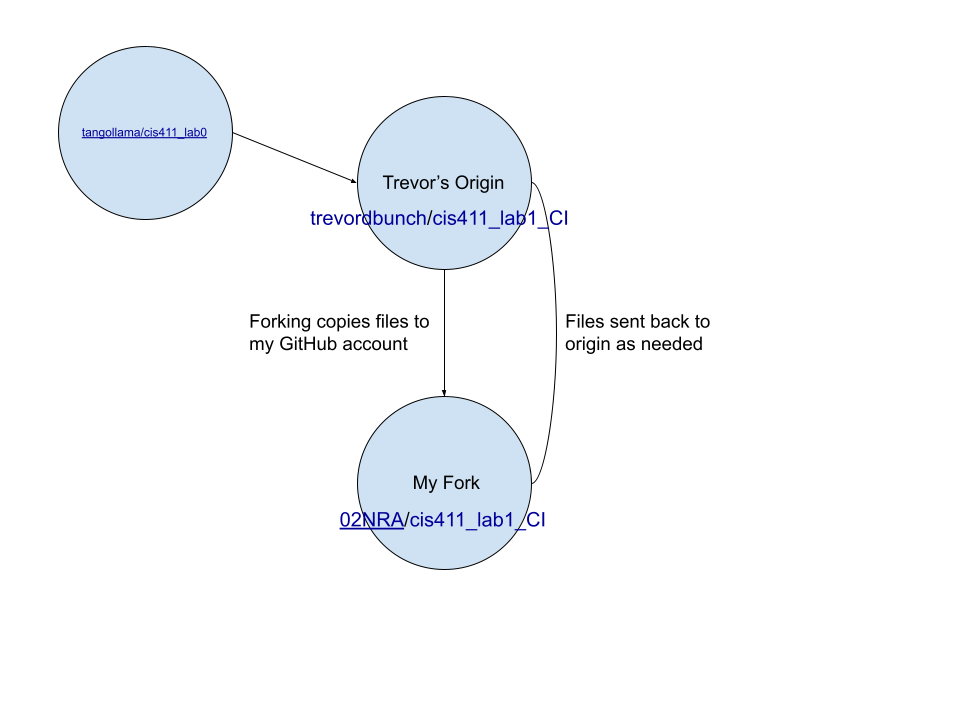 tangollama/cis411_lab0
Trevor’s Origin
trevordbunch/cis411_lab1_CI
Forking copies files to
my GitHub account
Files sent back to
origin as needed
My Fork
02NRA/cis411_lab1_CI